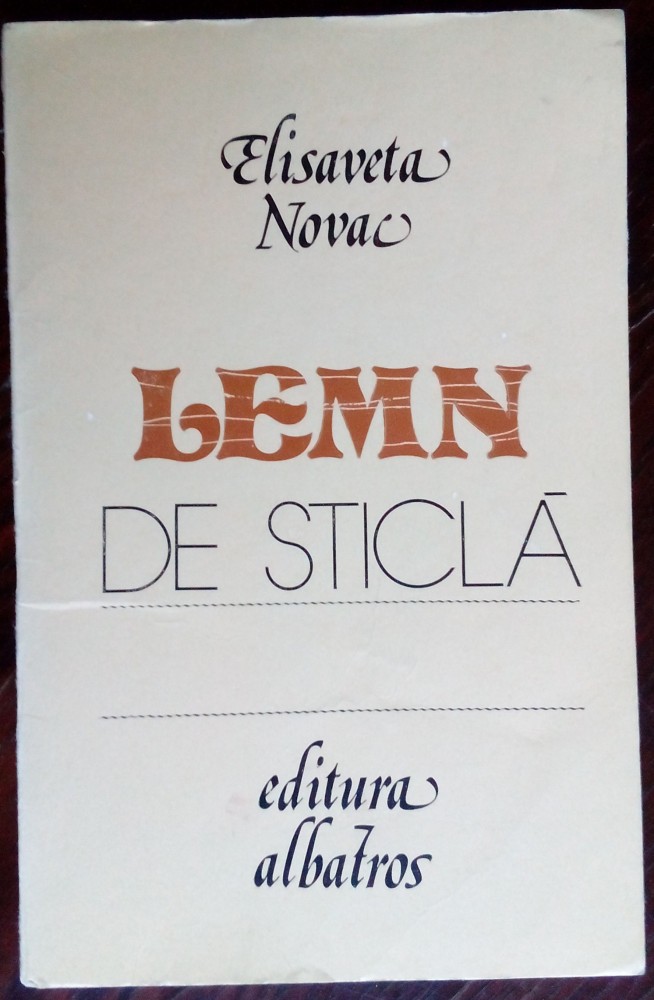 Elisaveta
Novac
LEMN
DE STICLĂ
editura
albatros